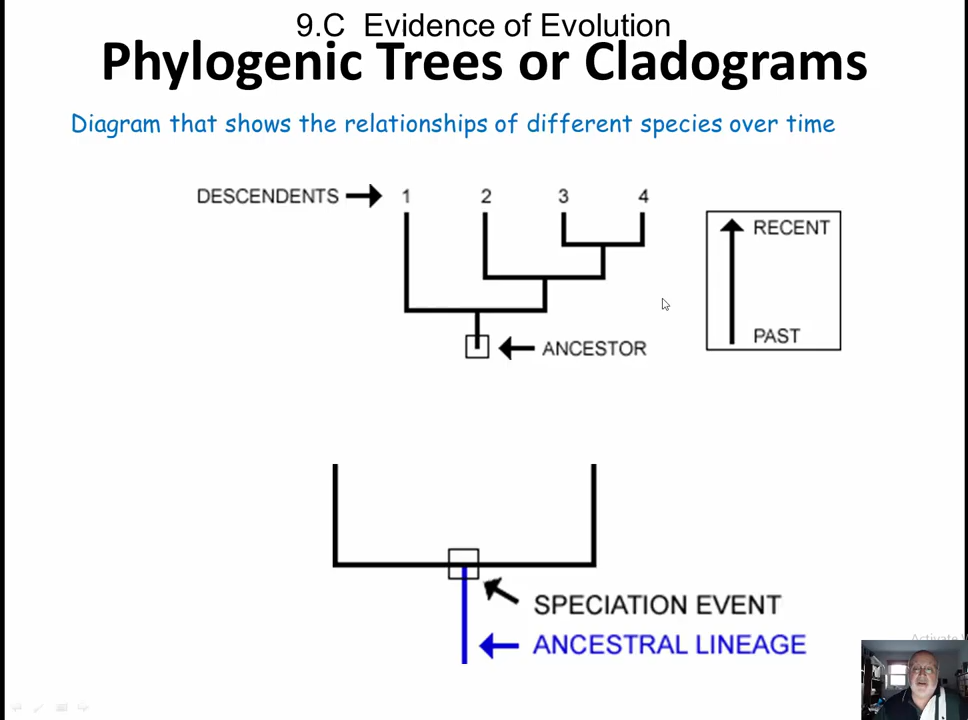 9.C Evidence of Evolution
Phylogenic Trees or Cladograms
Diagram that shows the relationships of different species over time
DESCENDENTS 1 2 3 4
RECENT
PAST
ANCESTOR
SPECIATION EVENT
ANCESTRAL LINEAGE
Activate